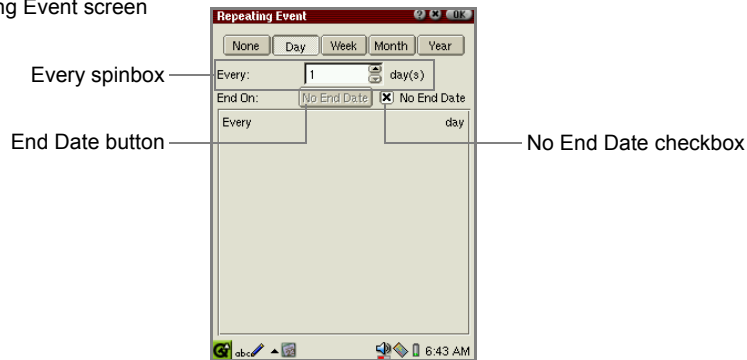 ng Event screen
Repeating Event ? OK
None Day Week Month Year
Every spinbox
Every: 1 day(s)
End On: No End Date No End Date
Every day
End Date button
No End Date checkbox
abc 6:43 AM